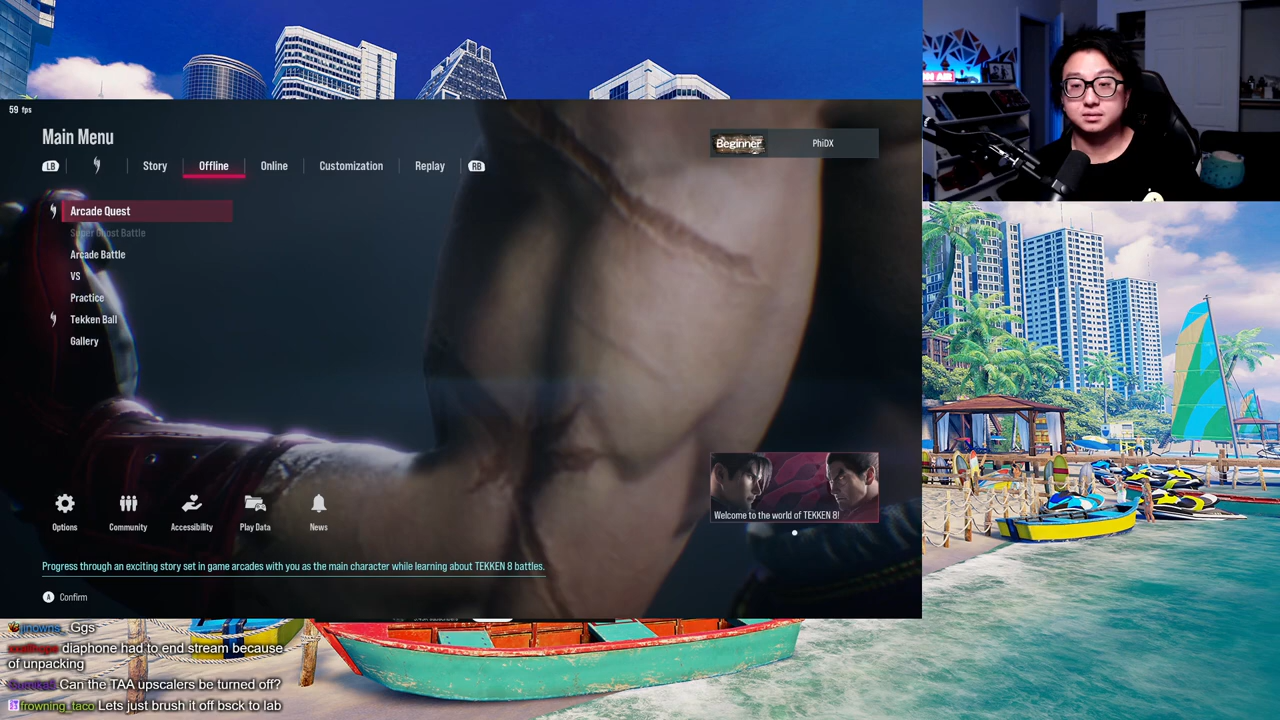 59 fps
Main Menu
Beginner
PhiDX
LB
Story
Offline
Online
Customization
Replay
RB
Arcade Quest
Super Ghost Battle
Arcade Battle
VS
Practice
Tekken Ball
Gallery
ON AIR
Options
Community
Accessibility
Play Data
News
Welcome to the world of TEKKEN 8!
Progress through an exciting story set in game arcades with you as the main character while learning about TEKKEN 8 battles.
A Confirm
Ggs
diaphone had to end stream because
of unpacking
Can the TAA upscalers be turned off?
frowning_taco Lets just brush it off bsck to lab